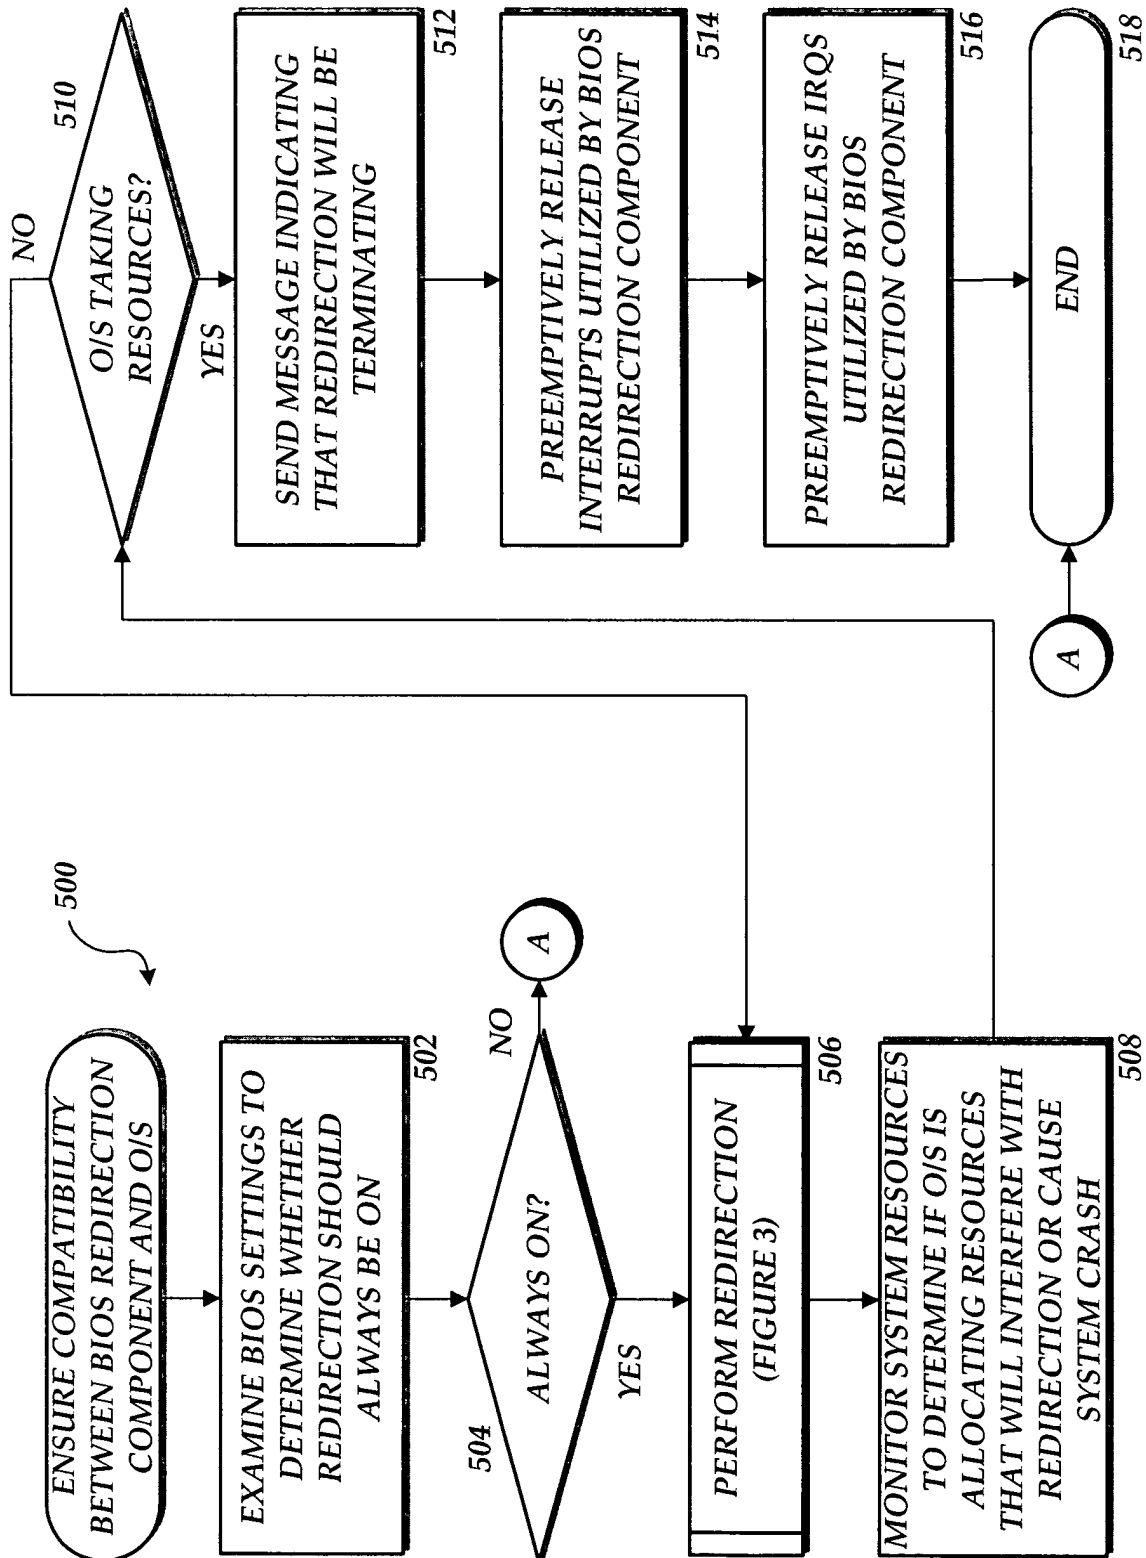 500
ENSURE COMPATIBILITY
BETWEEN BIOS REDIRECTION
COMPONENT AND O/S
EXAMINE BIOS SETTINGS TO
DETERMINE WHETHER
REDIRECTION SHOULD
ALWAYS BE ON
502
504
ALWAYS ON?
NO
A
YES
PERFORM REDIRECTION
(FIGURE 3)
506
MONITOR SYSTEM RESOURCES
TO DETERMINE IF O/S IS
ALLOCATING RESOURCES
THAT WILL INTERFERE WITH
REDIRECTION OR CAUSE
SYSTEM CRASH
508
NO
510
O/S TAKING
RESOURCES?
YES
SEND MESSAGE INDICATING
THAT REDIRECTION WILL BE
TERMINATING
512
PREEMPTIVELY RELEASE
INTERRUPTS UTILIZED BY BIOS
REDIRECTION COMPONENT
514
PREEMPTIVELY RELEASE IRQS
UTILIZED BY BIOS
REDIRECTION COMPONENT
516
A
END
518